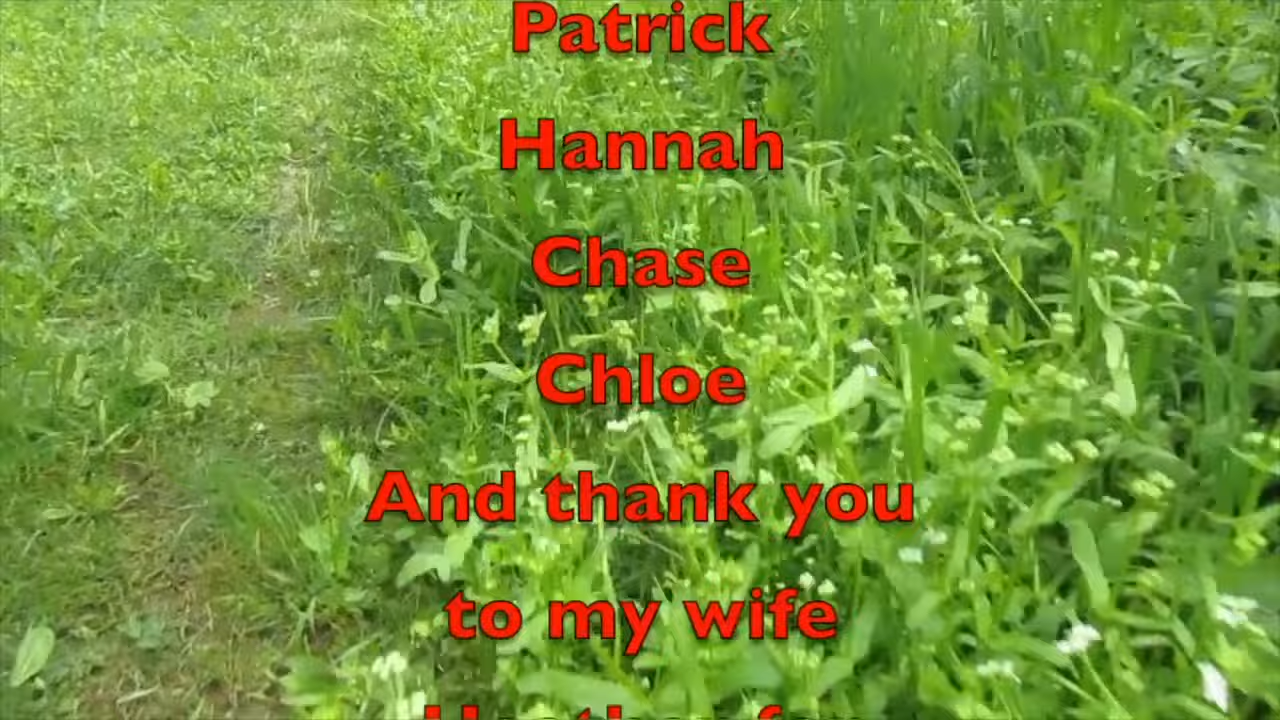 Patrick
Hannah
Chase
Chloe
And thank you
to my wife